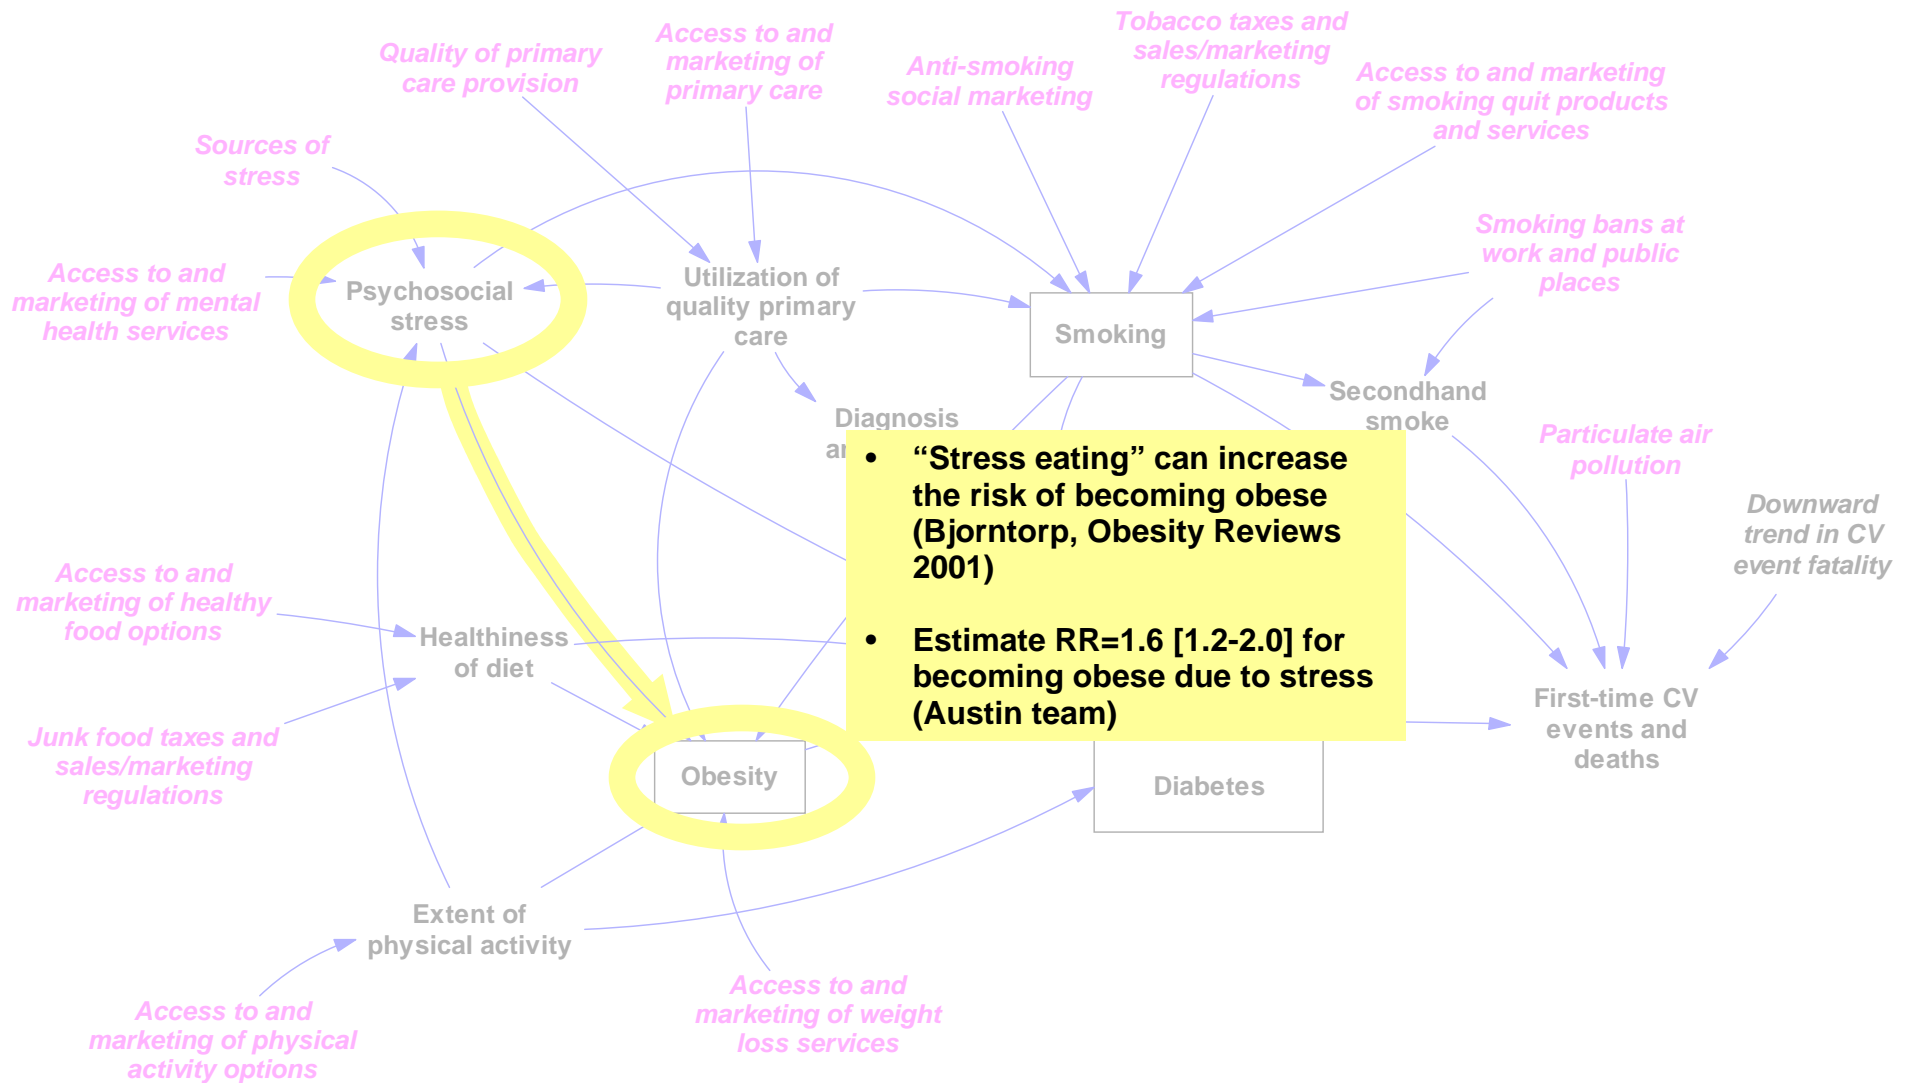 Quality of primary
care provision
Access to and
marketing of
primary care
Anti-smoking
social marketing
Tobacco taxes and
sales/marketing
regulations
Access to and marketing
of smoking quit products
and services
Sources of
stress
Smoking bans at
work and public
places
Access to and
marketing of mental
health services
Psychosocial
stress
Utilization of
quality primary
care
Smoking
Secondhand
smoke
Diagnosis
Particulate air
pollution
Downward
trend in CV
event fatality
• “Stress eating” can increase
the risk of becoming obese
(Bjorntorp, Obesity Reviews
2001)
• Estimate RR=1.6 [1.2-2.0] for
becoming obese due to stress
(Austin team)
Access to and
marketing of healthy
food options
Healthiness
of diet
Junk food taxes and
sales/marketing
regulations
Obesity
Diabetes
First-time CV
events and
deaths
Extent of
physical activity
Access to and
marketing of physical
activity options
Access to and
marketing of weight
loss services